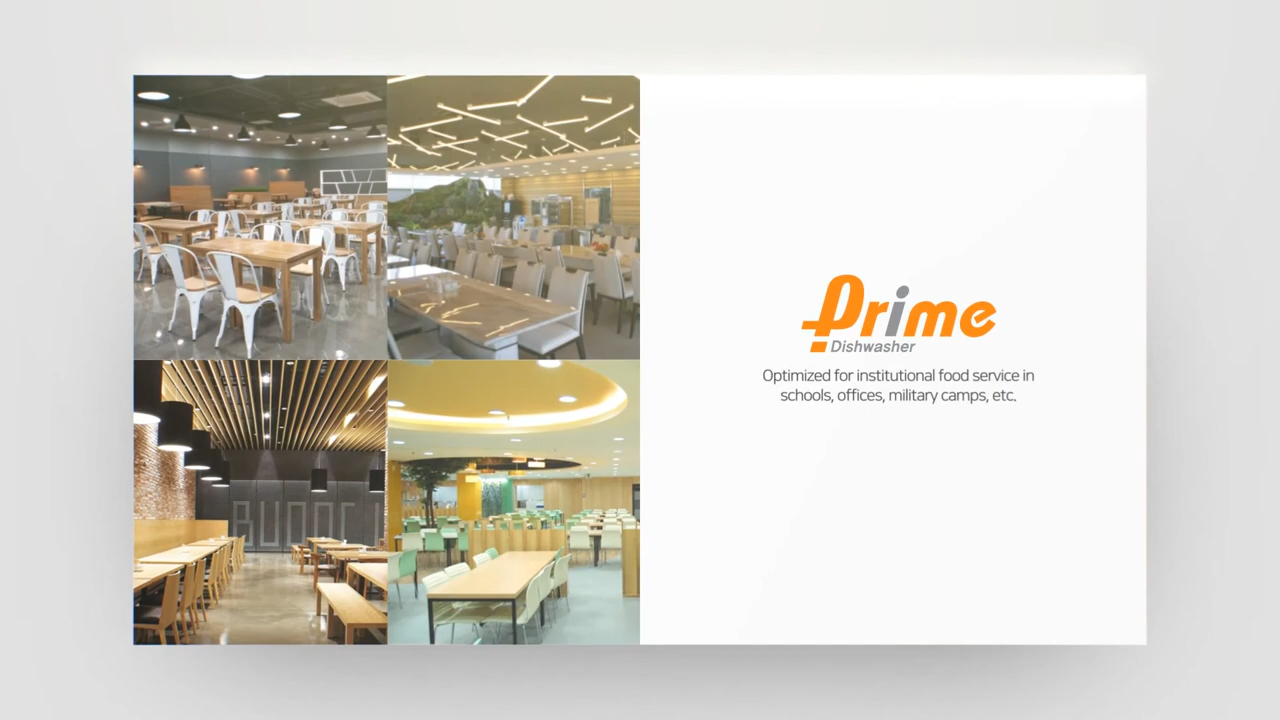 Prime
Dishwasher
Optimized for institutional food service in
schools, offices, military camps, etc.